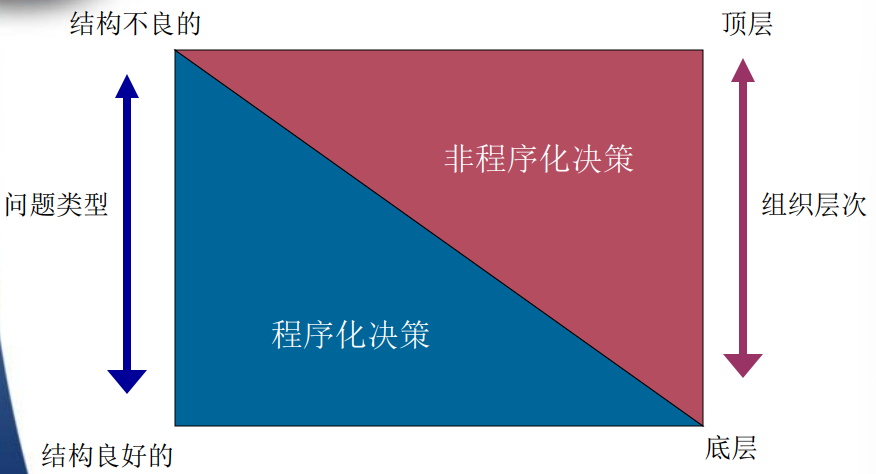 结构不良的
顶层
非程序化决策
问题类型
组织层次
程序化决策
结构良好的
底层